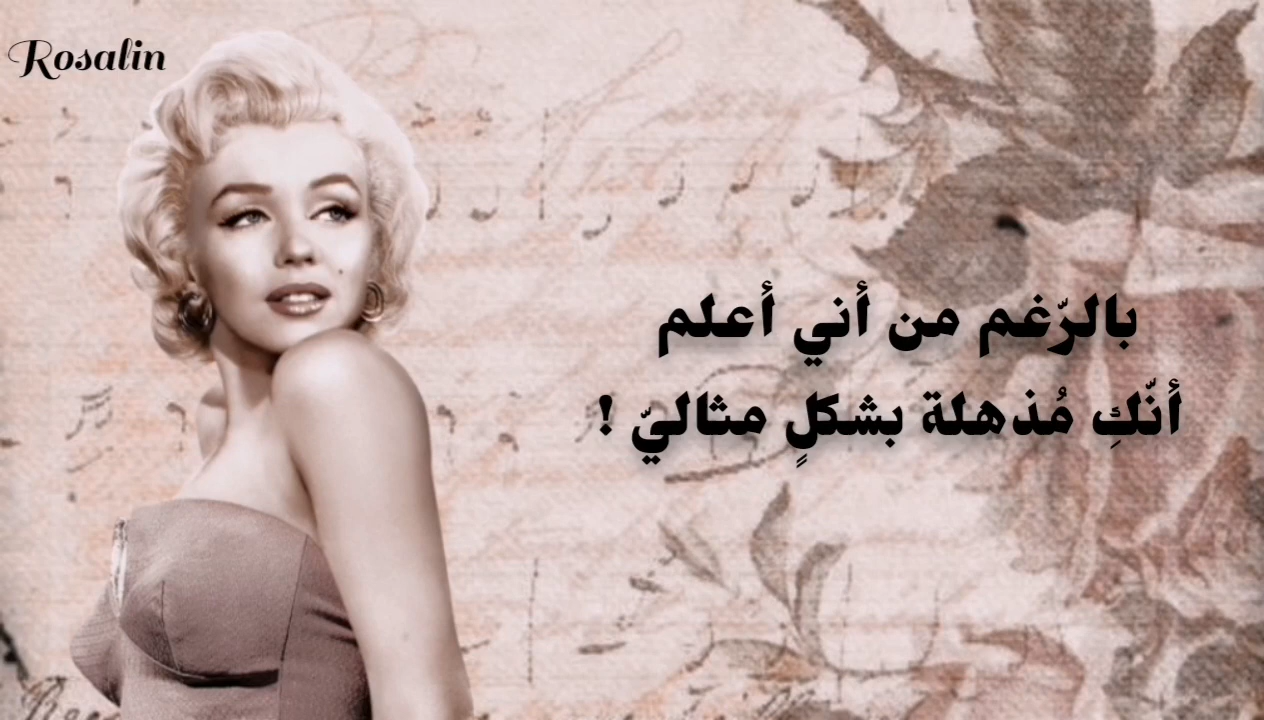 Rosalin
بالرّغم من أني أعلم
أنّكِ مُذهلة بشكلٍ مثاليّ !